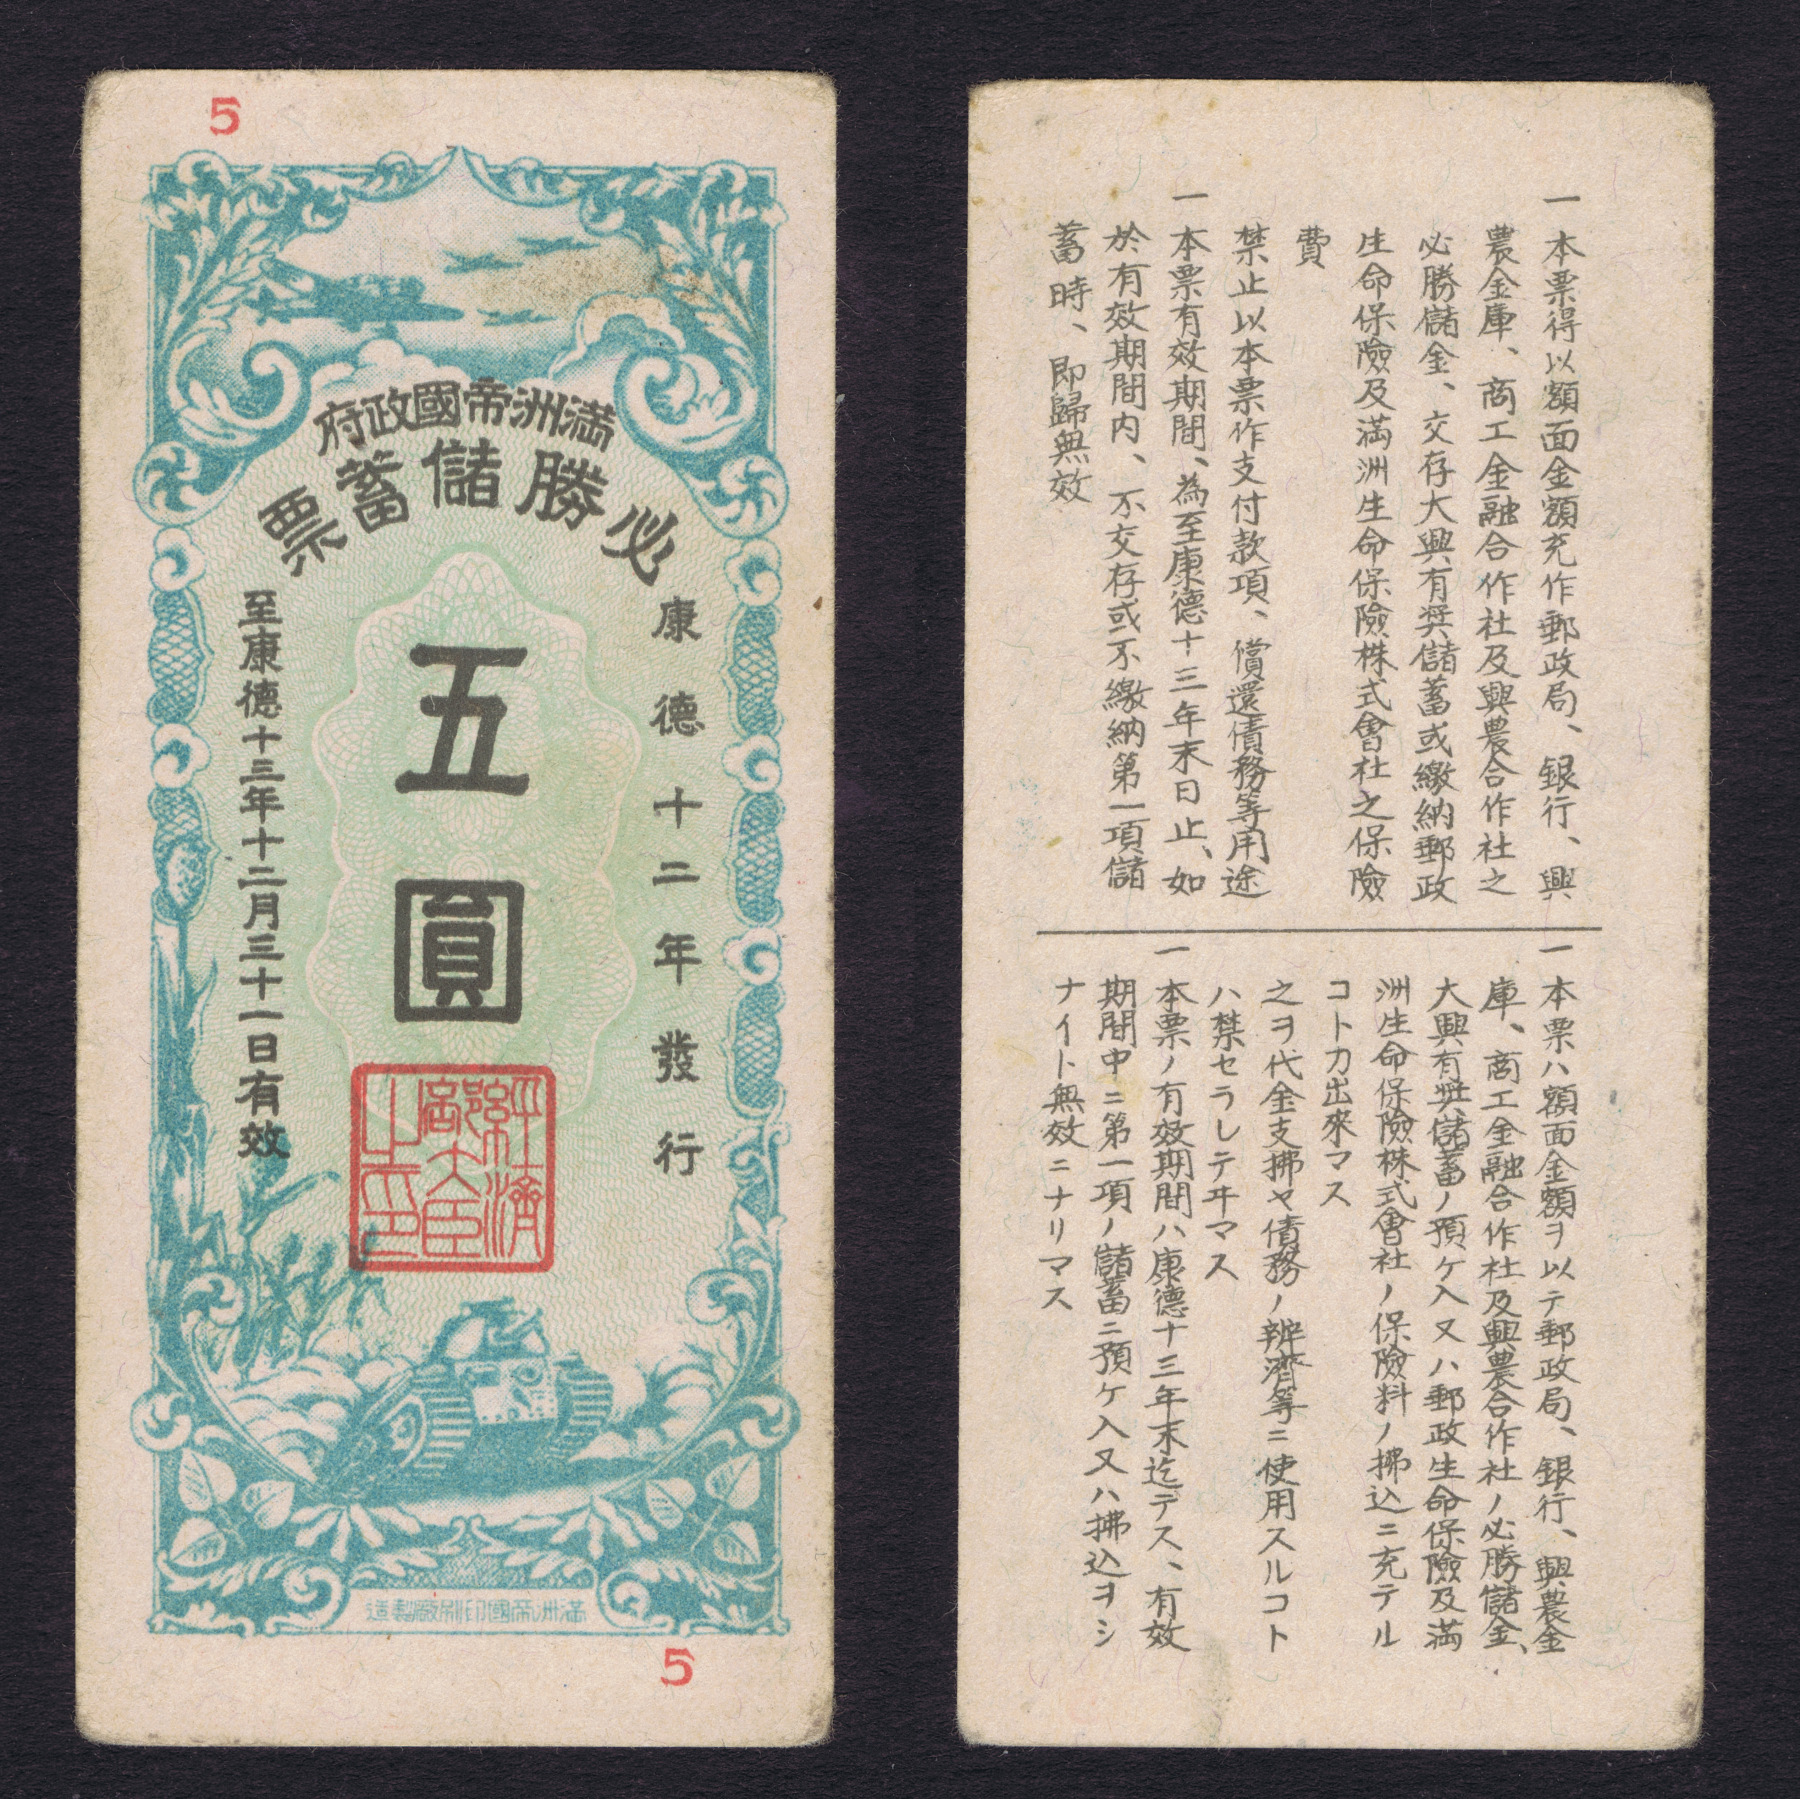 5
滿洲帝國政府
必勝儲蓄票
康德十二年發行
五圓
至康德十三年十二月三十一日有效
經濟部大臣之印
滿洲帝國印刷廠製造
5
一本票得以額面金額充作郵政局、銀行、興
農金庫、商工金融合作社及興農合作社之
必勝儲金、交存大興有奬儲蓄或繳納郵政
生命保險及滿洲生命保險株式會社之保險
費
禁止以本票作支付款項、償還債務等用途
一本票有效期間、為至康德十三年末日止、如
於有效期間內、不交存或不繳納第一項儲
蓄時、即歸無效
一本票ハ額面金額ヲ以テ郵政局、銀行、興農金
庫、商工金融合作社及興農合作社ノ必勝儲金、
大興有奬儲蓄ノ預ケ入又ハ郵政生命保險及滿
洲生命保險株式會社ノ保險料ノ拂込ニ充テル
コトカ出來マス
之ヲ代金支拂ヤ債務ノ辨濟等ニ使用スルコト
ハ禁セラレテヰマス
一本票ノ有效期間ハ康德十三年末迄デス、有效
期間中ニ第一項ノ儲蓄ニ預ケ入又ハ拂込ヲシ
ナイト無效ニナリマス